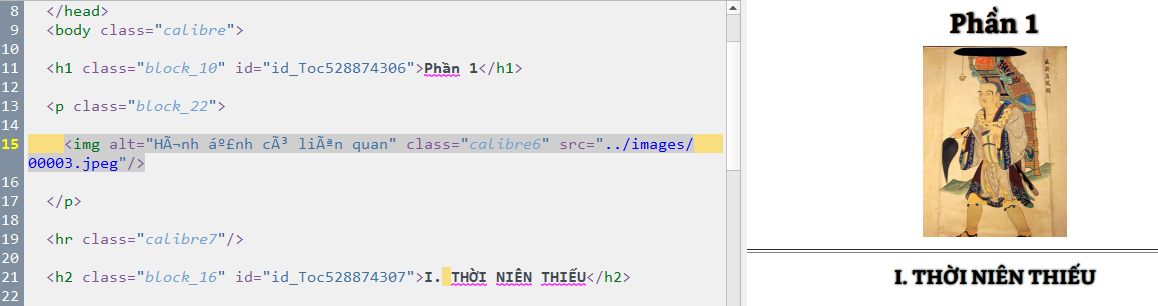 8 </head>
9 <body class="calibre">
10
11 <h1 class="block_10" id="id_Toc528874306">Phần 1</h1>
12
13 <p class="block_22">
14
15 <img alt="HÃ¬nh áº£nh cÃ³ liÃªn quan" class="calibre6" src="../images/
00003.jpeg"/>
16
17 </p>
18
19 <hr class="calibre7"/>
20
21 <h2 class="block_16" id="id_Toc528874307">I. THỜI NIÊN THIẾU</h2>
22
Phần 1
I. THỜI NIÊN THIẾU